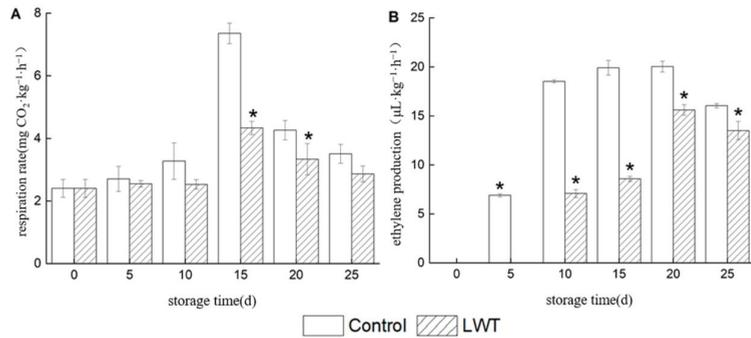 A
respiration rate(mg CO₂·kg⁻¹·h⁻¹)
8
6
4
2
0
* *
0 5 10 15 20 25
storage time(d)
B
ethylene production (μL·kg⁻¹·h⁻¹)
25
20
15
10
5
0
* * * * *
0 5 10 15 20 25
storage time(d)
Control LWT